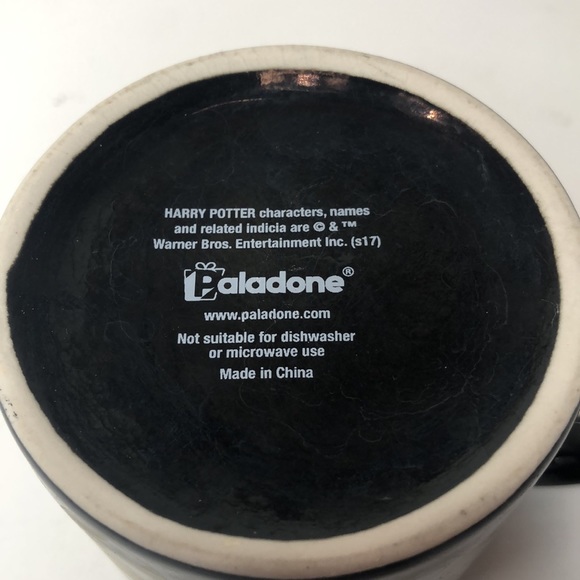 HARRY POTTER characters, names
and related indicia are © & ™
Warner Bros. Entertainment Inc. (s17)
Paladone®
www.paladone.com
Not suitable for dishwasher
or microwave use
Made in China